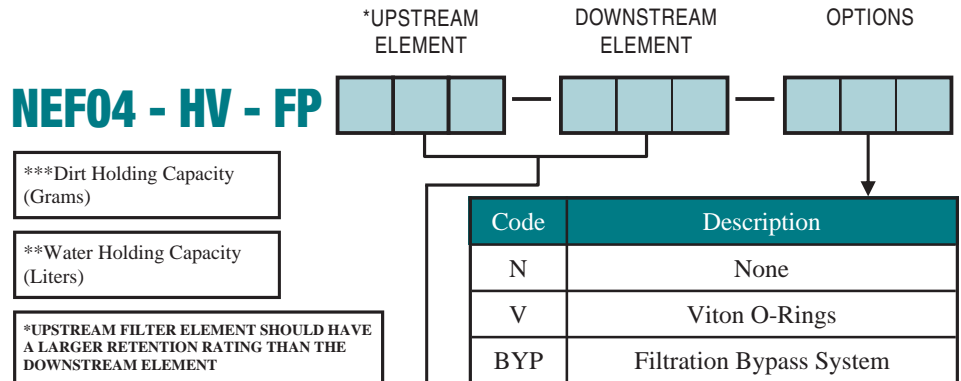 *UPSTREAM
ELEMENT
DOWNSTREAM
ELEMENT
OPTIONS
NEF04 - HV - FP
***Dirt Holding Capacity
(Grams)
**Water Holding Capacity
(Liters)
*UPSTREAM FILTER ELEMENT SHOULD HAVE
A LARGER RETENTION RATING THAN THE
DOWNSTREAM ELEMENT
Code Description
N None
V Viton O-Rings
BYP Filtration Bypass System